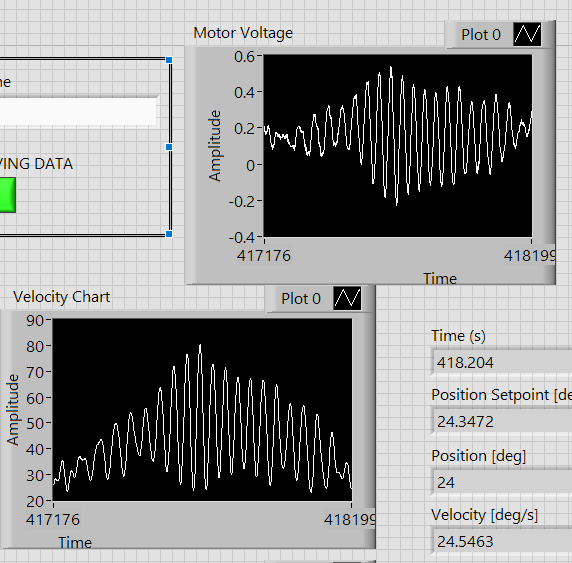 Motor Voltage
Plot 0
0.6
0.4
0.2
0
-0.2
-0.4
Amplitude
417176
418199
Time
ne
VING DATA
Velocity Chart
Plot 0
90
80
70
60
50
40
30
20
Amplitude
417176
418199
Time
Time (s)
418.204
Position Setpoint [de
24.3472
Position [deg]
24
Velocity [deg/s]
24.5463